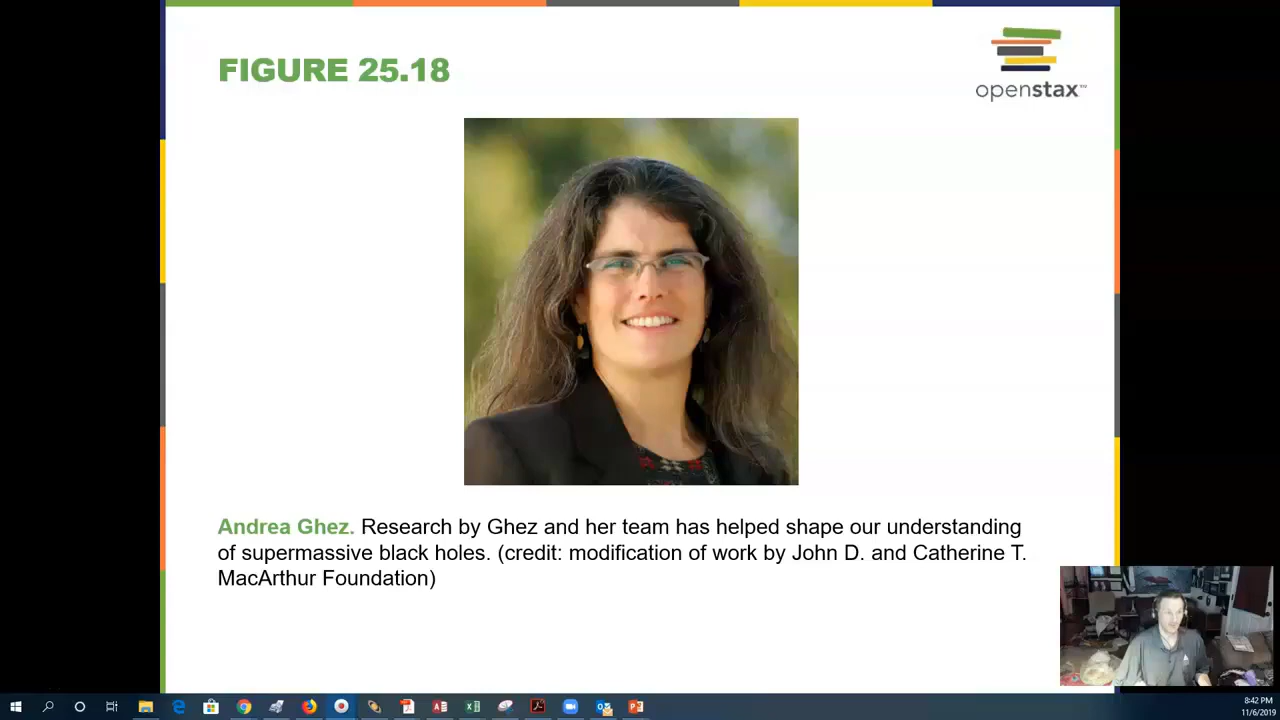 FIGURE 25.18
openstax™
Andrea Ghez. Research by Ghez and her team has helped shape our understanding
of supermassive black holes. (credit: modification of work by John D. and Catherine T.
MacArthur Foundation)
8:42 PM
11/6/2019